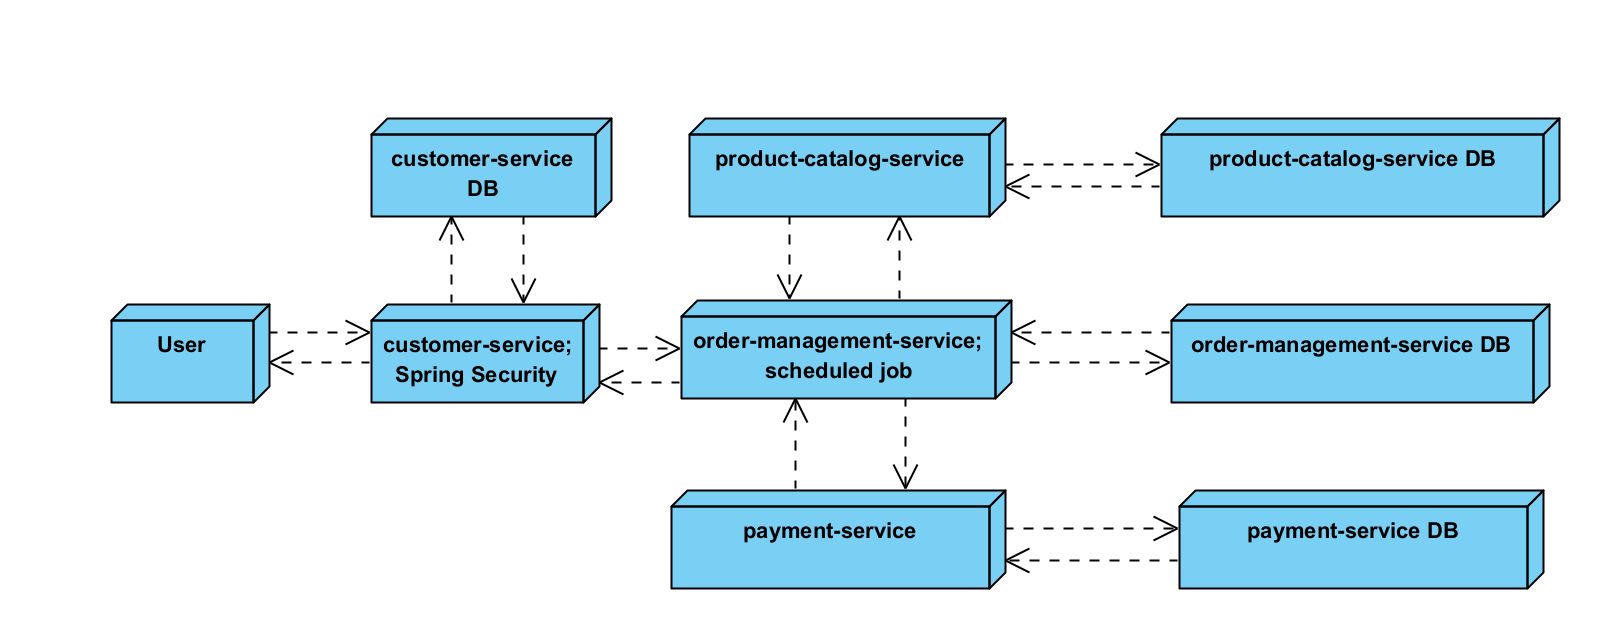 customer-service
DB
product-catalog-service
product-catalog-service DB
User
customer-service;
Spring Security
order-management-service;
scheduled job
order-management-service DB
payment-service
payment-service DB